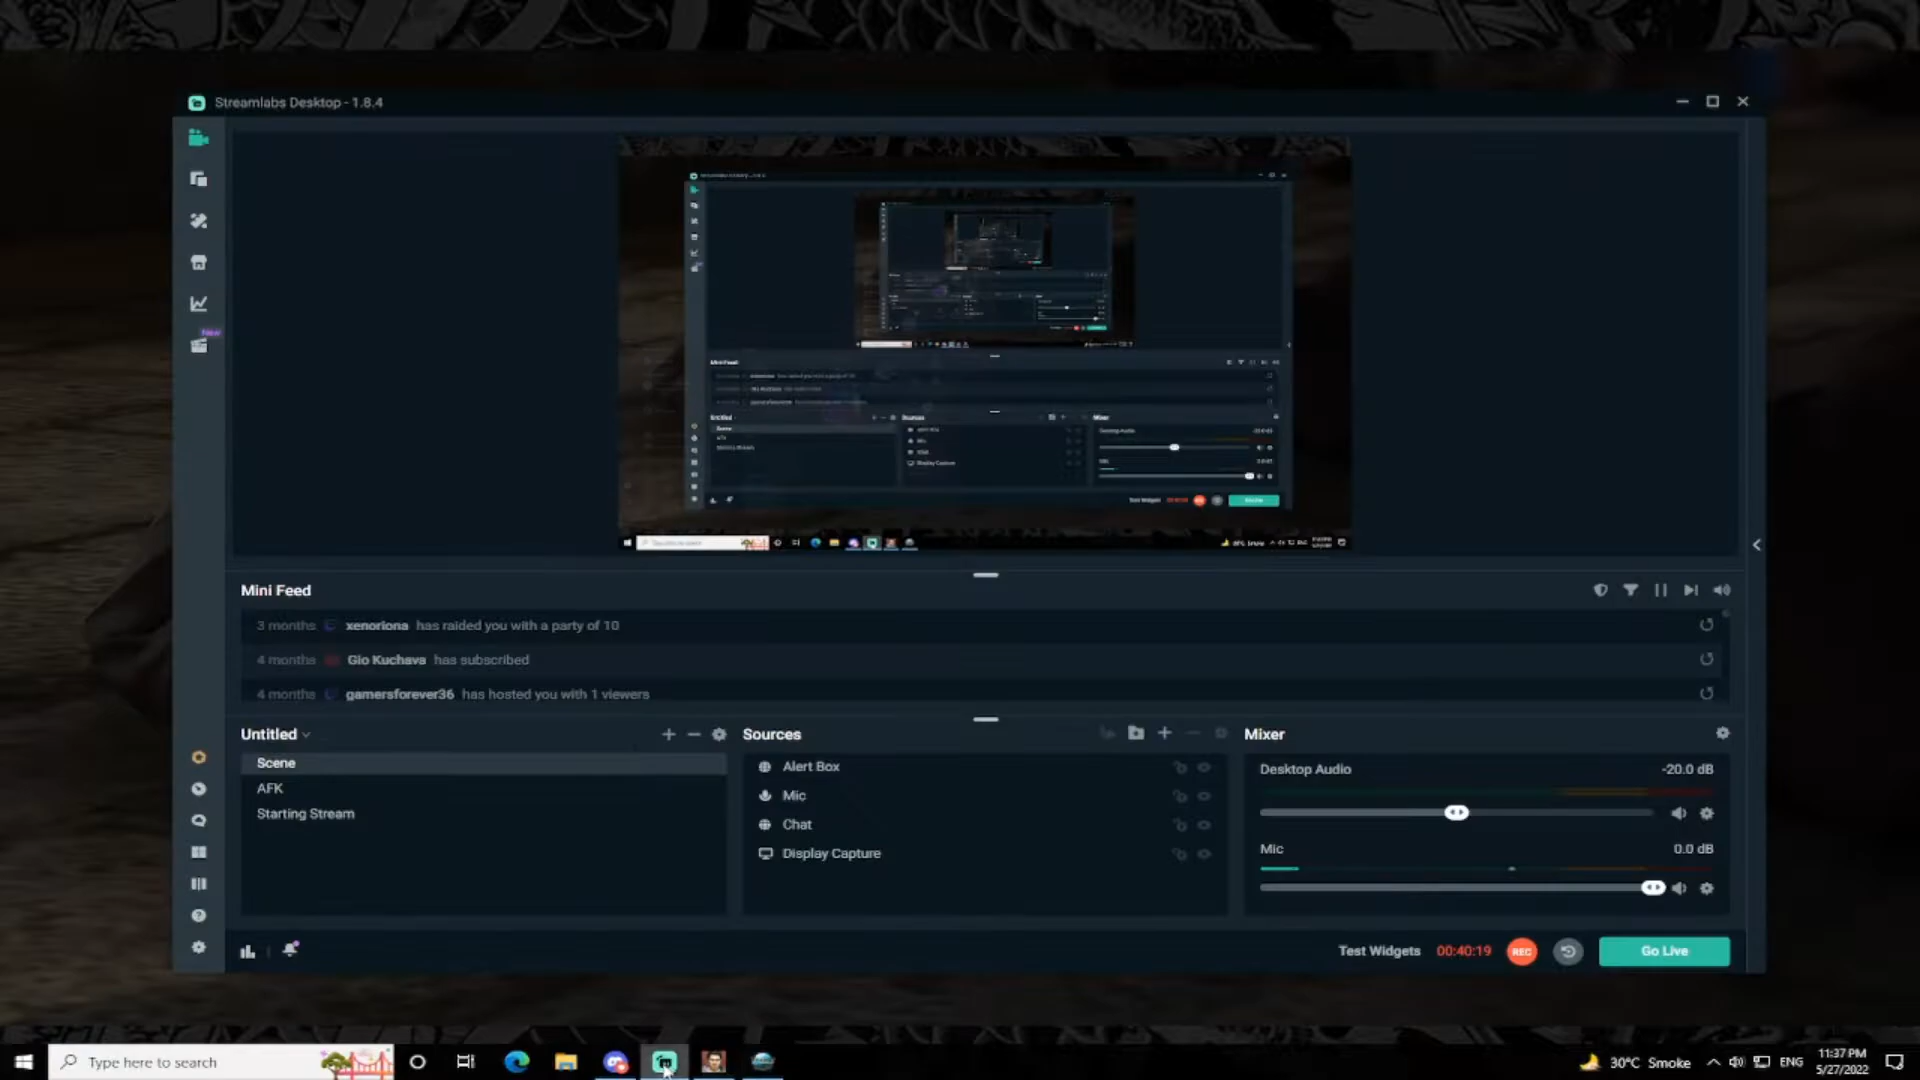 Streamlabs Desktop - 1.8.4
New
Mini Feed
3 months xenoriona has raided you with a party of 10
4 months Gio Kuchava has subscribed
4 months gamersforever36 has hosted you with 1 viewers
Untitled
Scene
AFK
Starting Stream
Sources
Alert Box
Mic
Chat
Display Capture
Mixer
Desktop Audio -20.0 dB
Mic 0.0 dB
Test Widgets 00:40:19 REC Go Live
Type here to search
30°C Smoke ENG 11:37 PM
5/27/2022